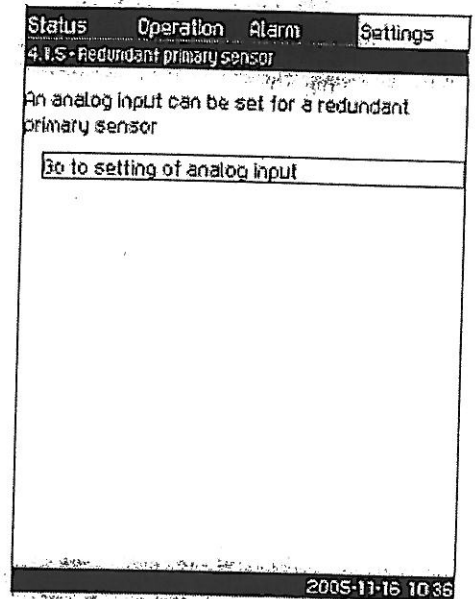 Status Operation Alarm Settings
4.1.5 - Redundant primary sensor
An analog input can be set for a redundant
primary sensor
Go to setting of analog input
2005-11-16 10:36